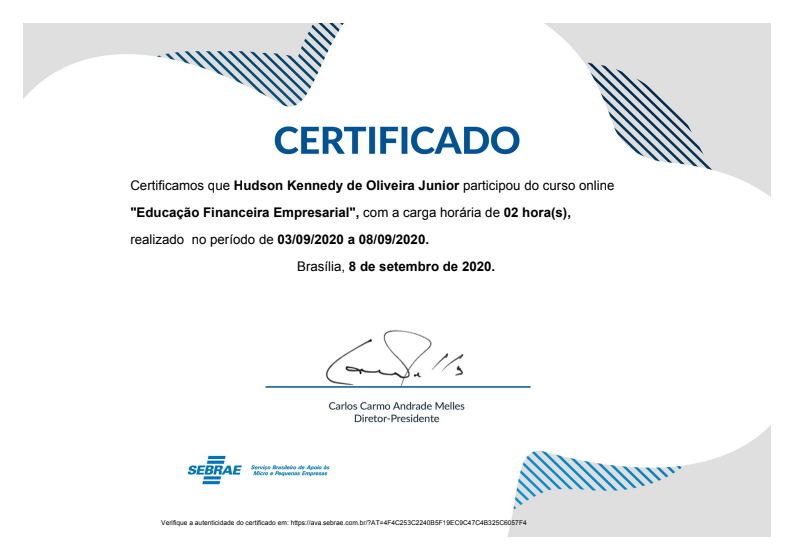 CERTIFICADO
Certificamos que Hudson Kennedy de Oliveira Junior participou do curso online
"Educação Financeira Empresarial", com a carga horária de 02 hora(s),
realizado no período de 03/09/2020 a 08/09/2020.
Brasília, 8 de setembro de 2020.
Carlos Carmo Andrade Melles
Diretor-Presidente
SEBRAE
Serviço Brasileiro de Apoio às
Micro e Pequenas Empresas
Verifique a autenticidade do certificado em: https://ava.sebrae.com.br/?AT=4F4C253C2240B5F19EC9C47C4B325C6057F4